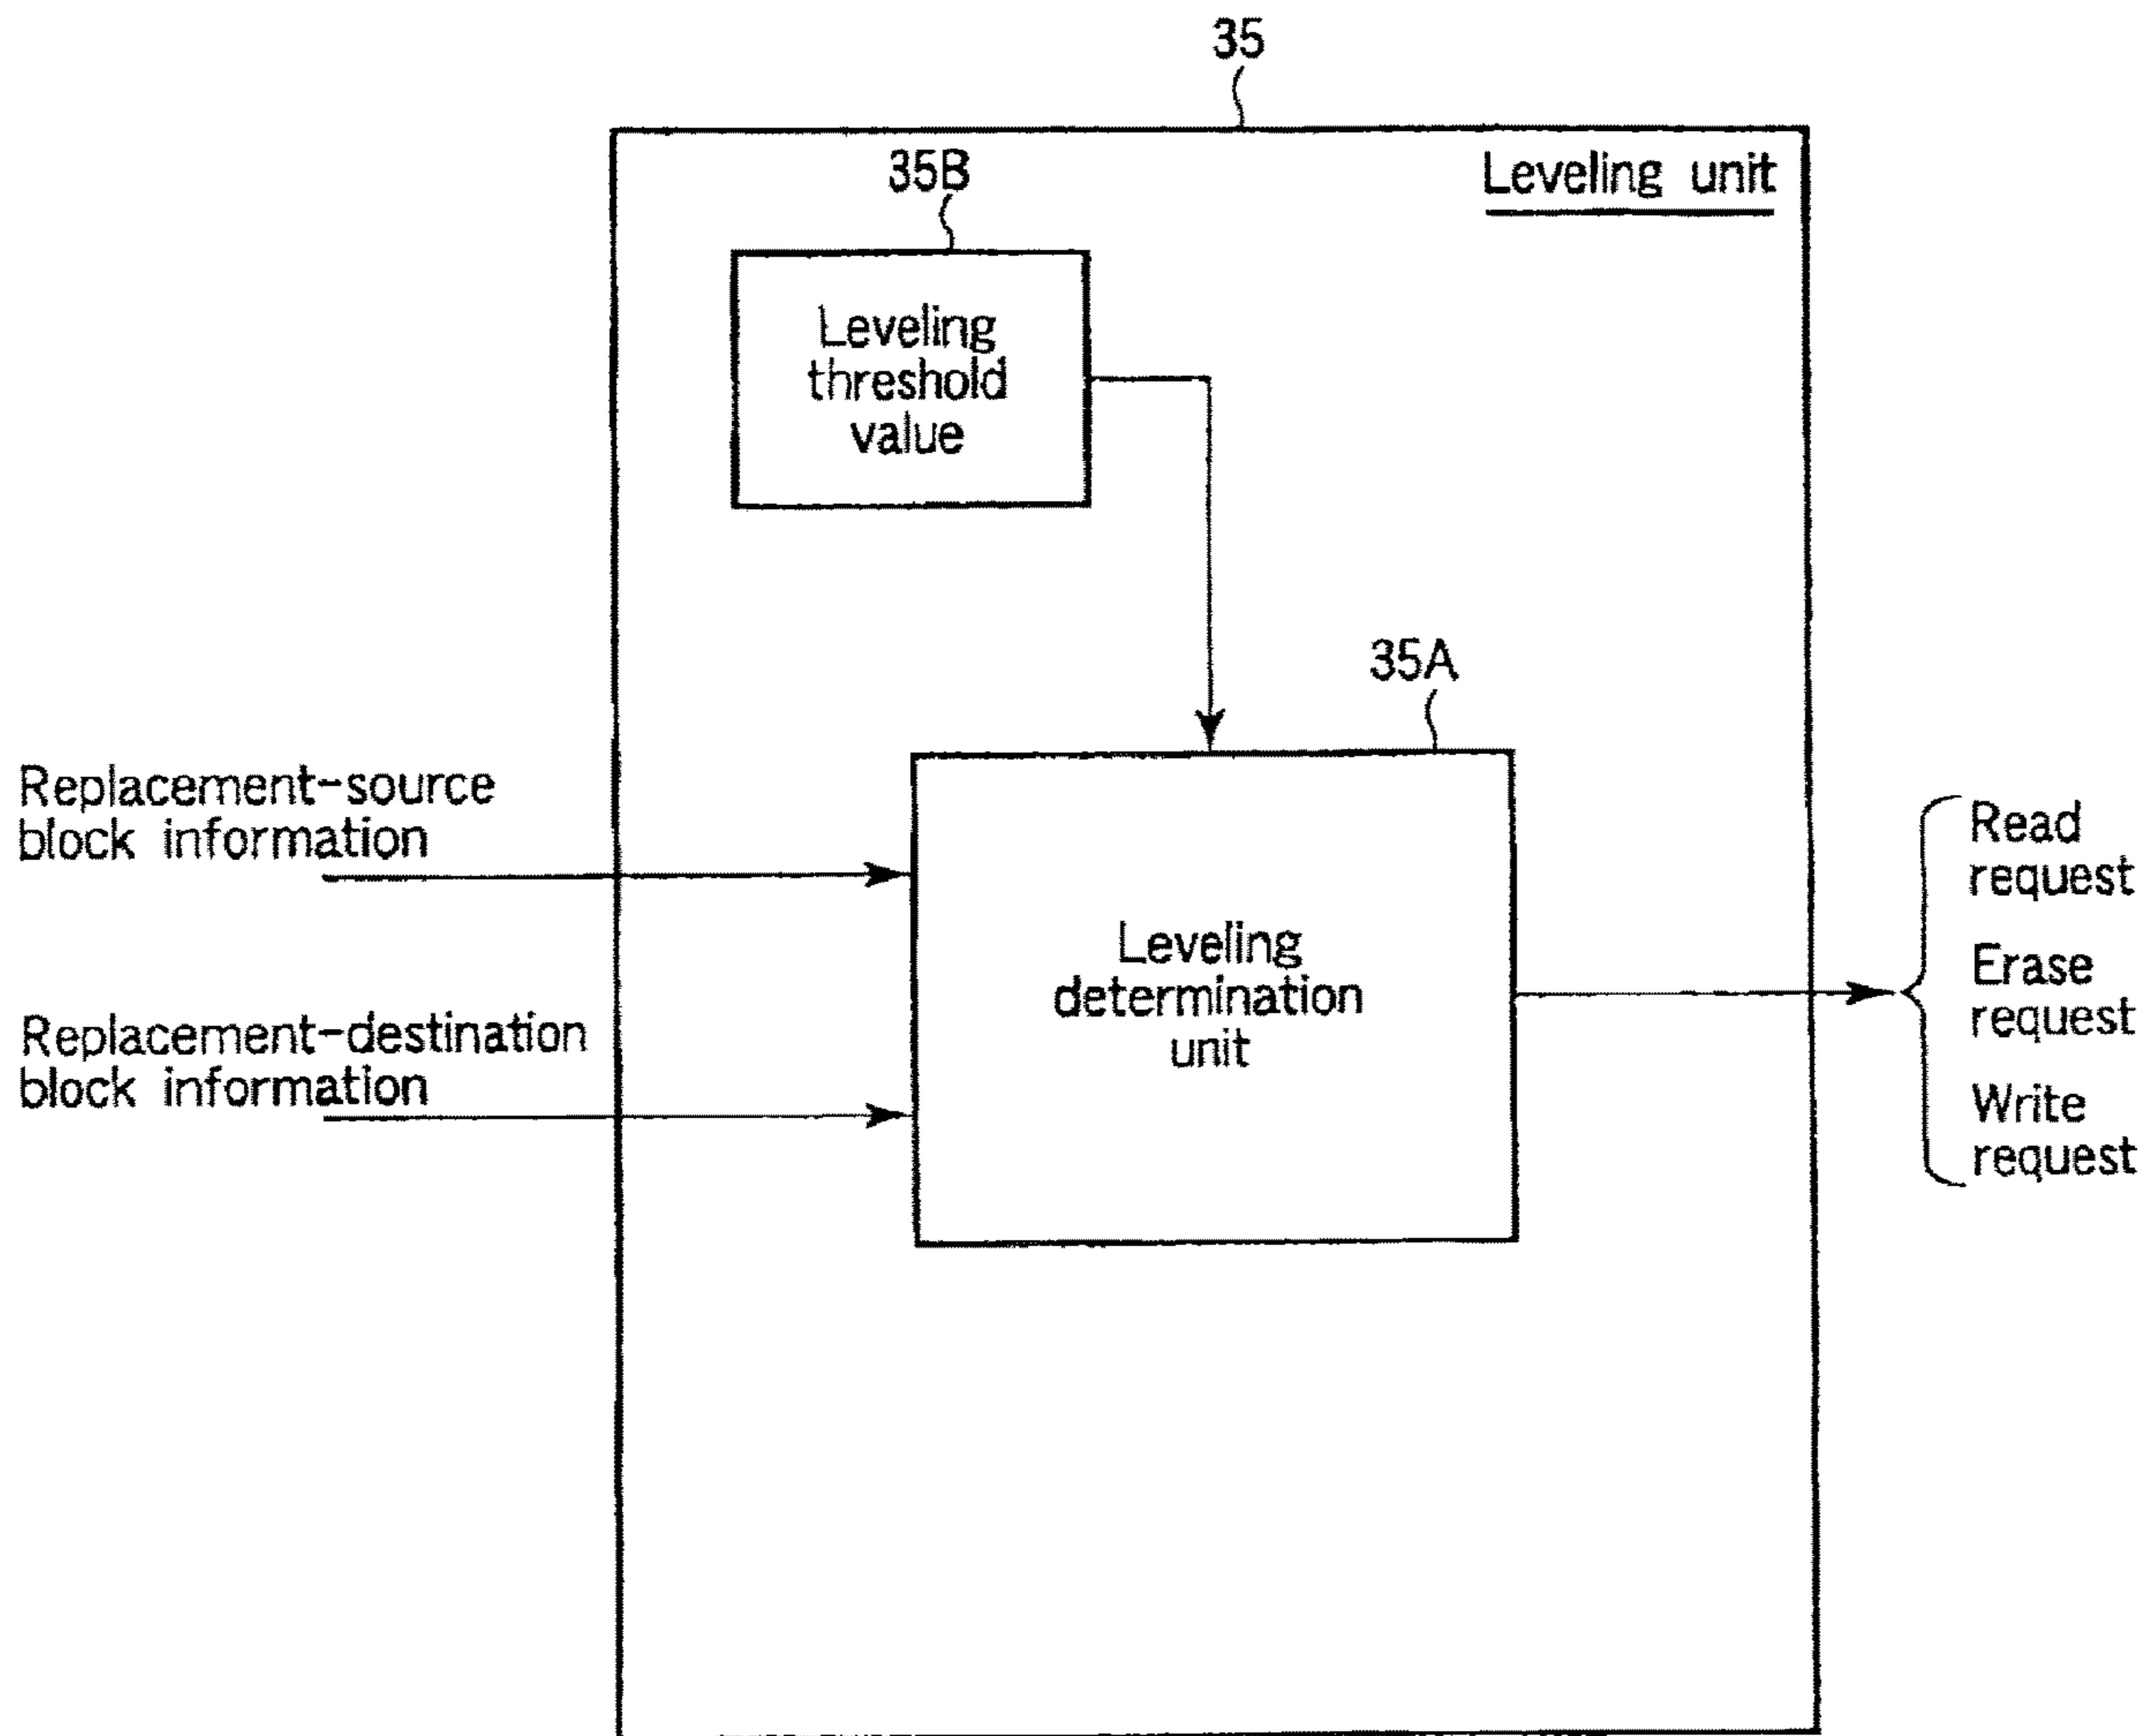 35
35B
Leveling unit
Leveling
threshold
value
35A
Replacement-source
block information
Leveling
determination
unit
Replacement-destination
block information
Read
request
Erase
request
Write
request